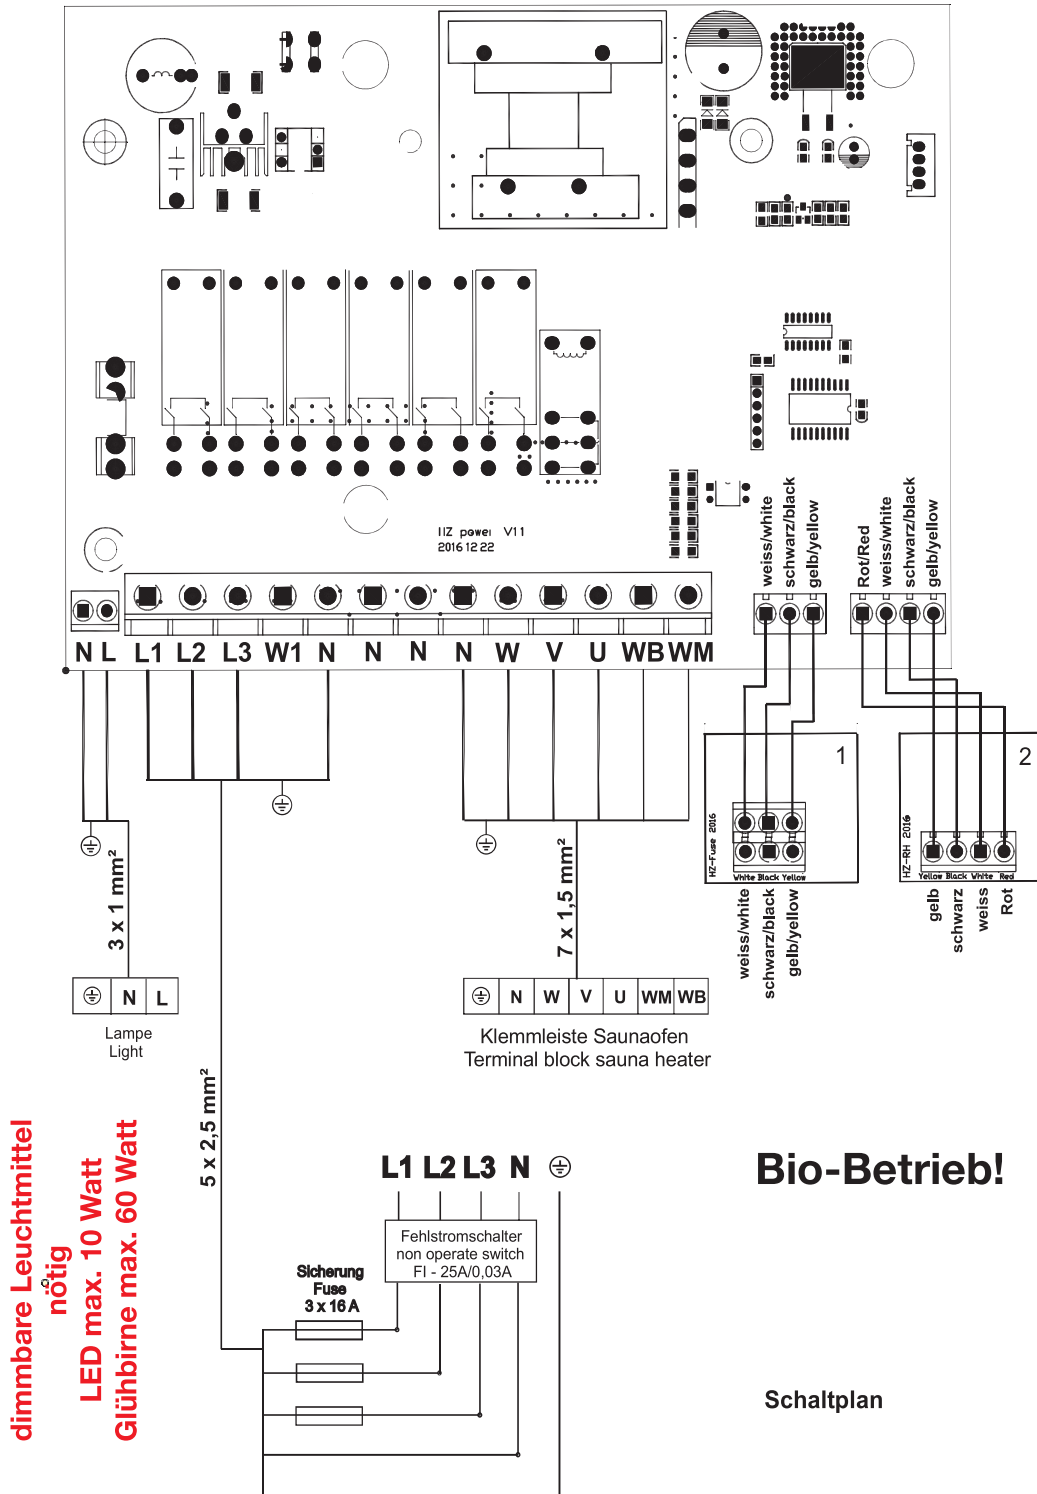 HZ power V11
2016 12 22
weiss/white
schwarz/black
gelb/yellow
Rot/Red
weiss/white
schwarz/black
gelb/yellow
N L L1 L2 L3 W1 N N N N W V U WB WM
1
HZ-Fuse 2016
White Black Yellow
weiss/white
schwarz/black
gelb/yellow
2
HZ-RH 2016
Yellow Black White Red
gelb
schwarz
weiss
Rot
3 x 1 mm²
N L
Lampe
Light
7 x 1,5 mm²
N W V U WM WB
Klemmleiste Saunaofen
Terminal block sauna heater
5 x 2,5 mm²
dimmbare Leuchtmittel
nötig
LED max. 10 Watt
Glühbirne max. 60 Watt
L1 L2 L3 N
Fehlstromschalter
non operate switch
FI - 25A/0,03A
Sicherung
Fuse
3 x 16 A
Bio-Betrieb!
Schaltplan